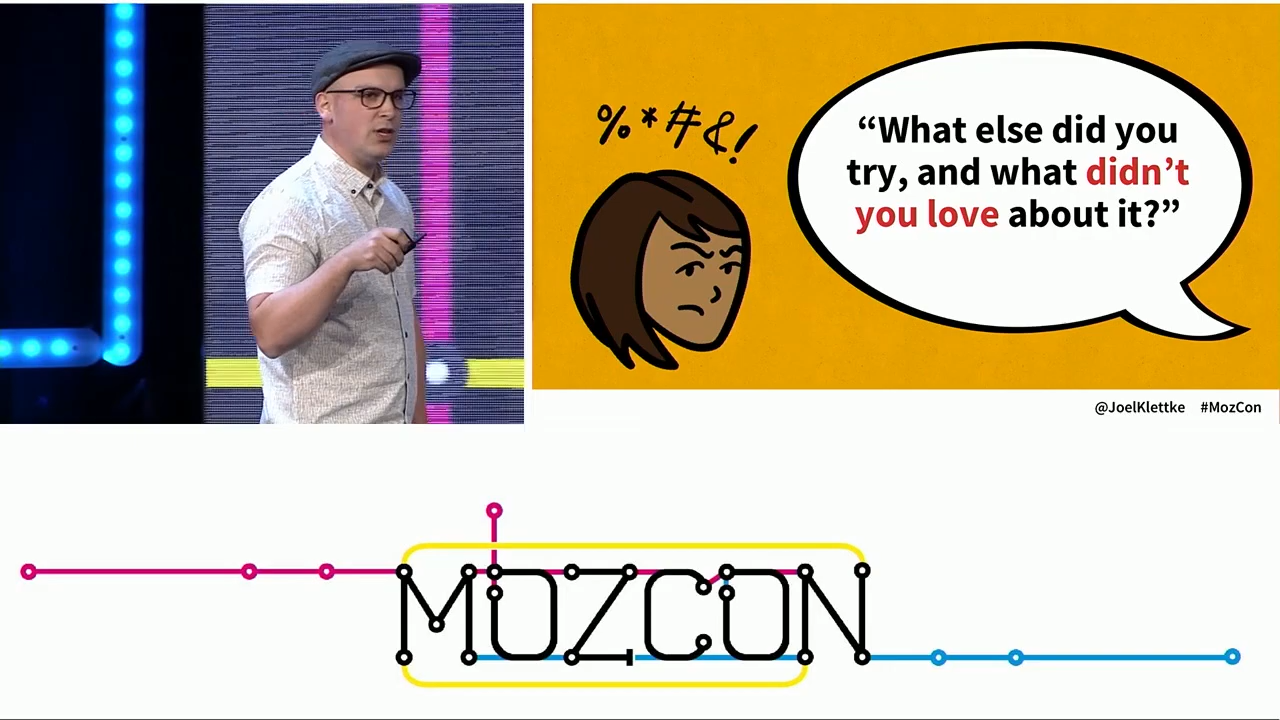 %*#&!
“What else did you
try, and what didn’t
you love about it?”
@JoelKlettke #MozCon
MOZCON